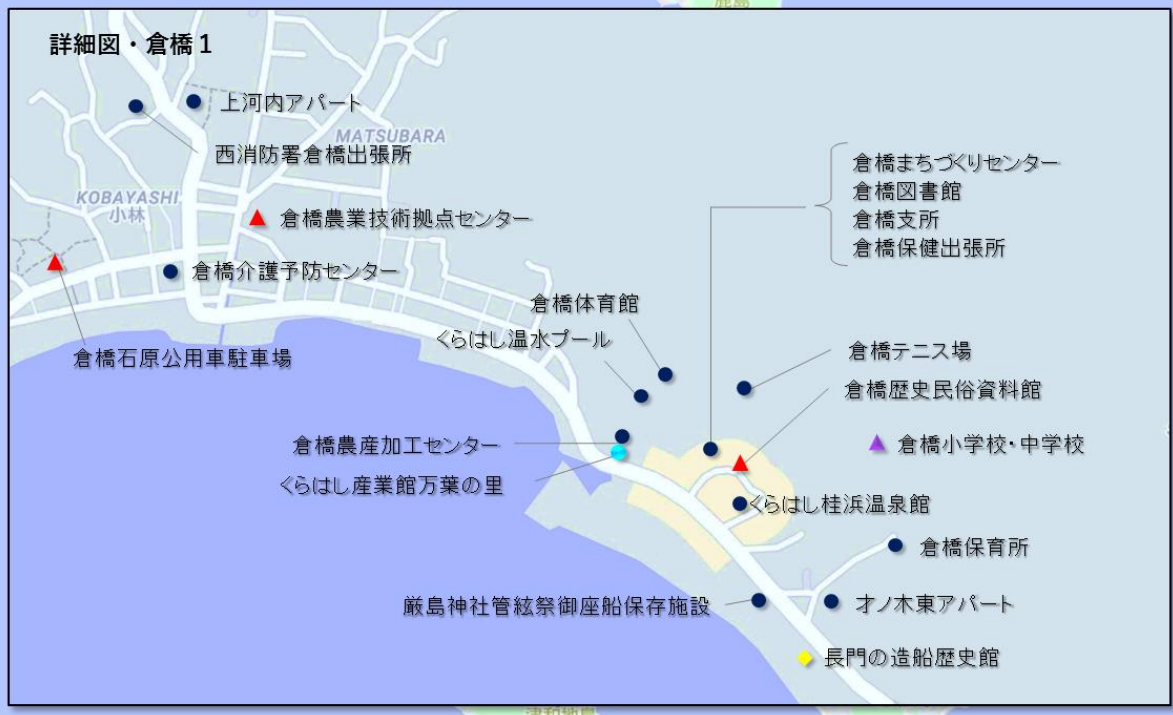 鹿島
詳細図・倉橋1
上河内アパート
MATSUBARA
西消防署倉橋出張所
倉橋まちづくりセンター
倉橋図書館
倉橋支所
倉橋保健出張所
KOBAYASHI
小林
倉橋農業技術拠点センター
倉橋介護予防センター
倉橋体育館
くらはし温水プール
倉橋石原公用車駐車場
倉橋テニス場
倉橋歴史民俗資料館
倉橋農産加工センター
倉橋小学校・中学校
くらはし産業館万葉の里
くらはし桂浜温泉館
倉橋保育所
厳島神社管絃祭御座船保存施設
才ノ木東アパート
長門の造船歴史館
津和地島